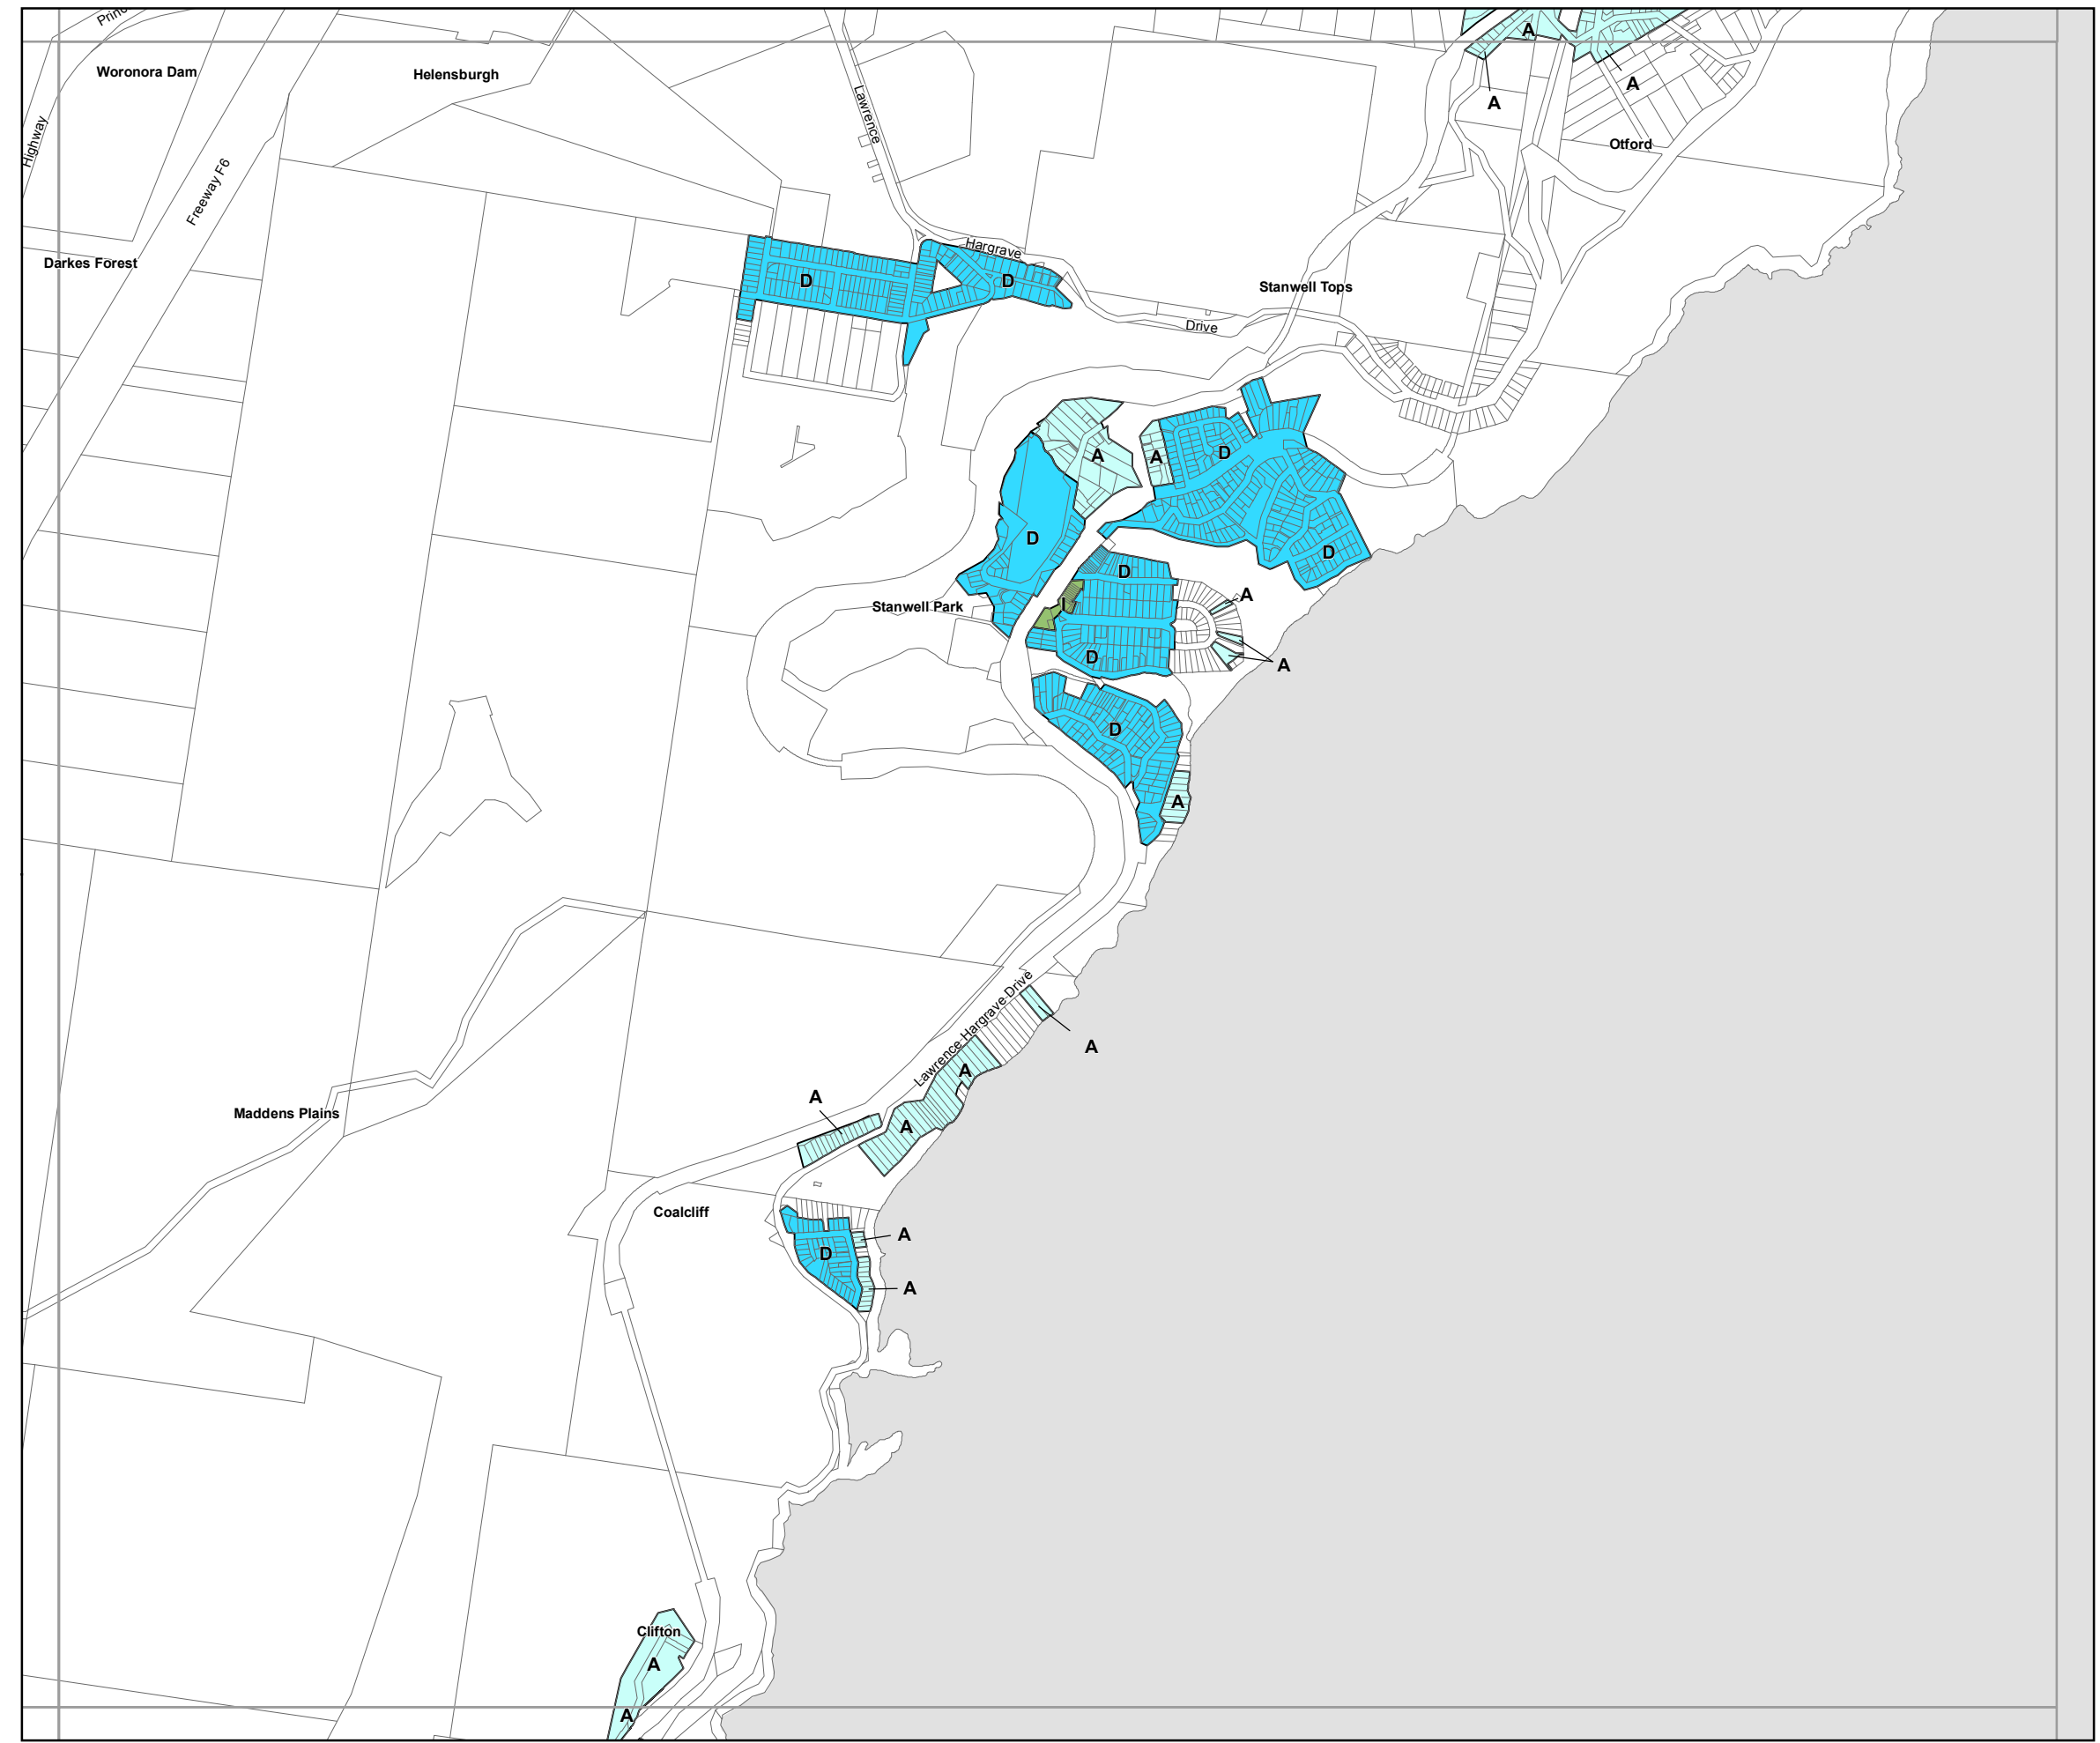 Princ
A
Woronora Dam
Helensburgh
A
A
Lawrence
Highway
Otford
Freeway F6
Hargrave
Darkes Forest
D
D
Stanwell Tops
Drive
A
A
D
D
D
D
A
L
Stanwell Park
D
A
D
A
Lawrence Hargrave Drive
A
A
A
Maddens Plains
A
Coalcliff
A
D
A
Clifton
A
A